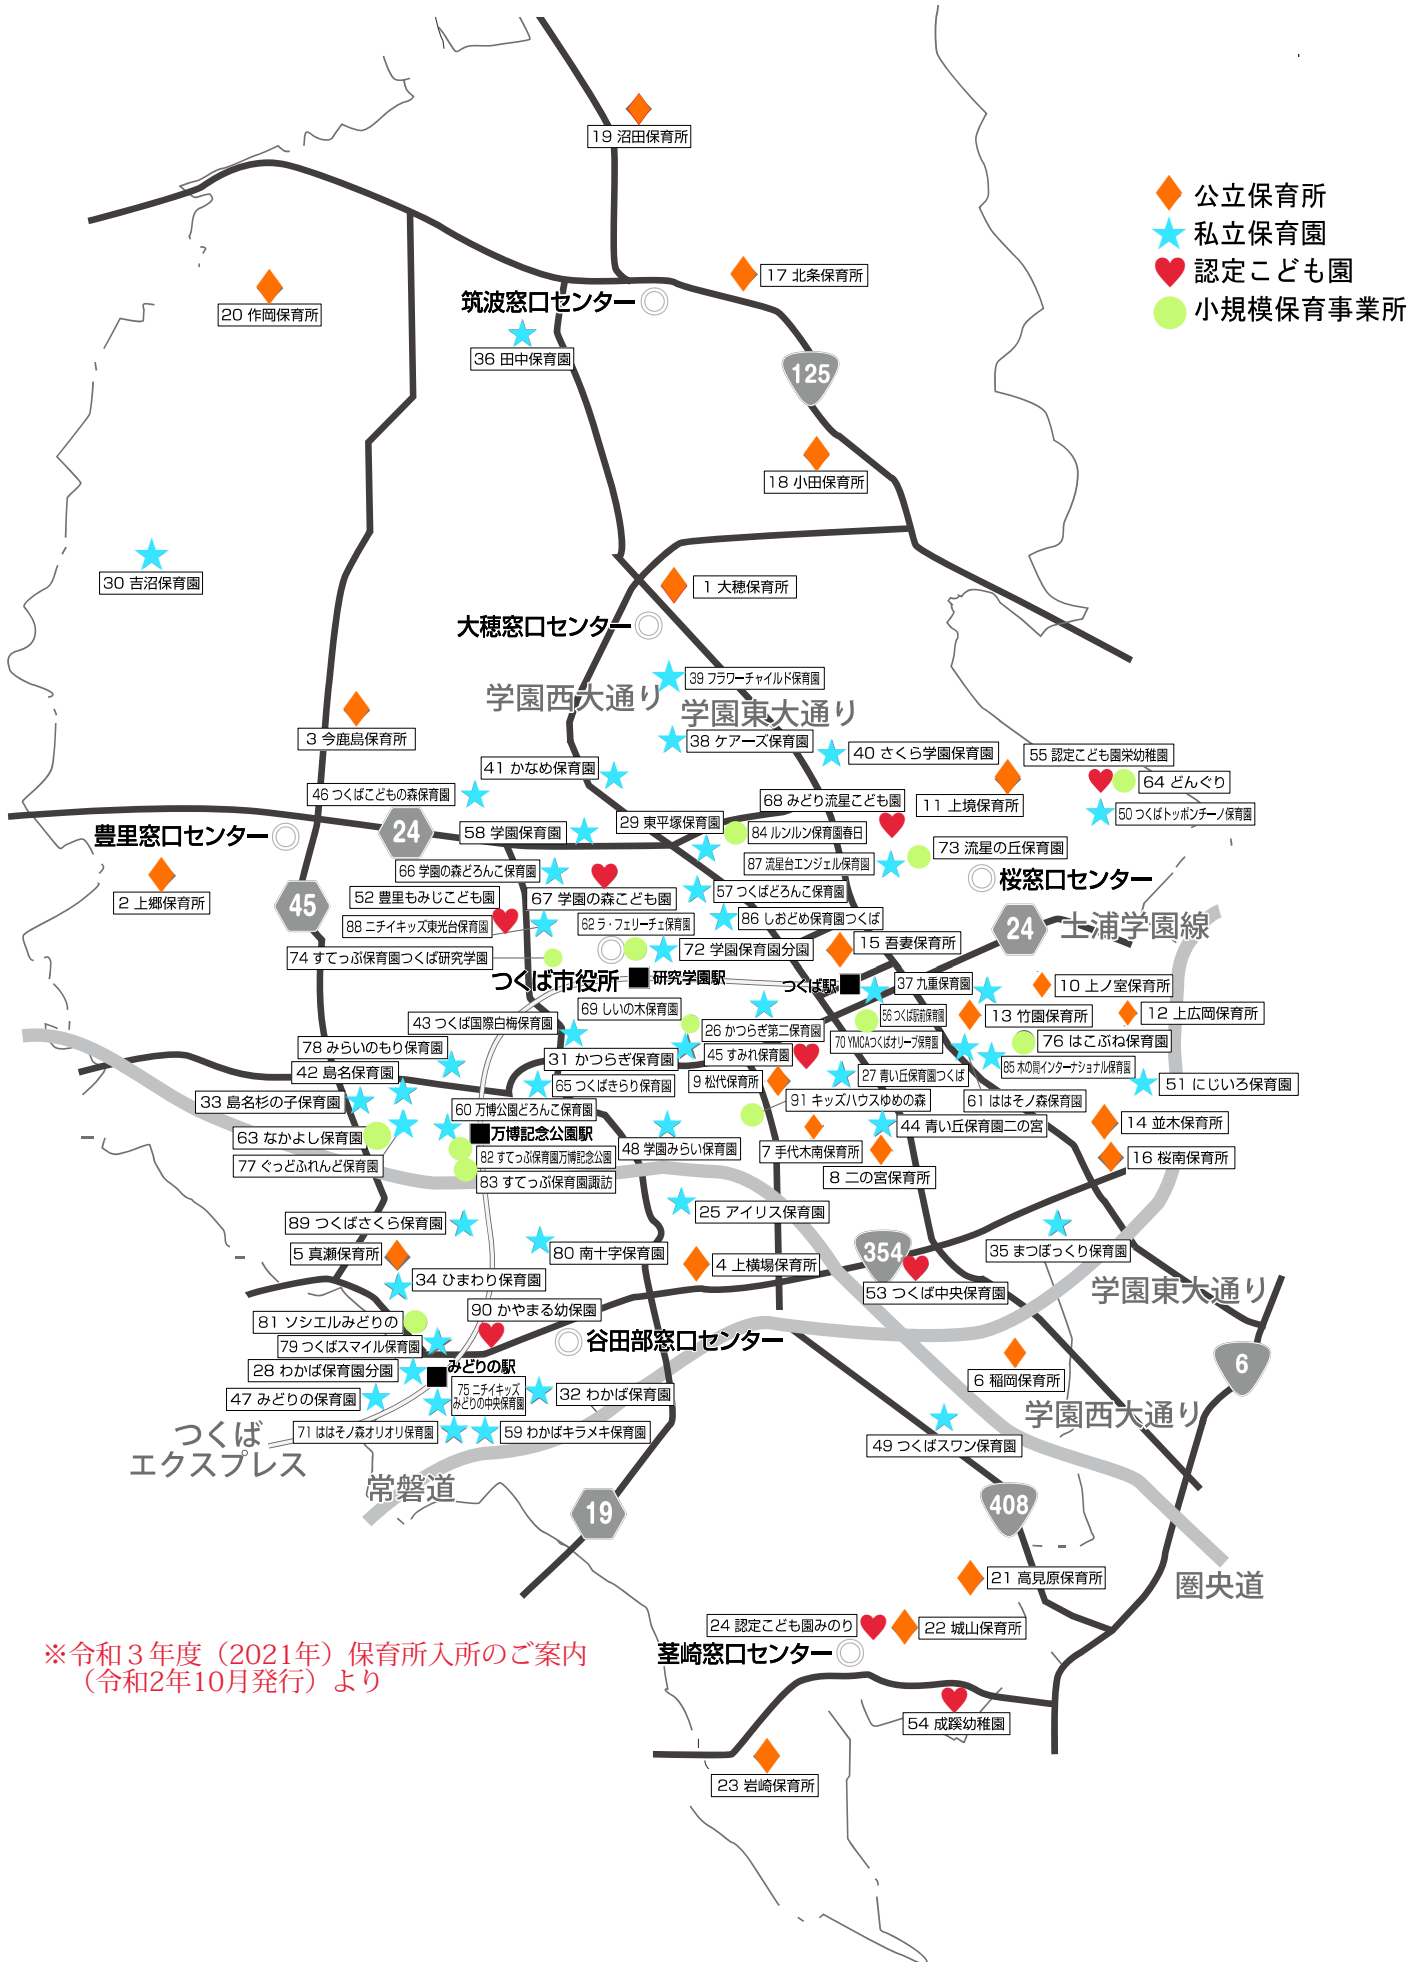 19 沼田保育所
公立保育所
私立保育園
認定こども園
小規模保育事業所
17 北条保育所
20 作岡保育所
筑波窓口センター
36 田中保育園
125
18 小田保育所
30 吉沼保育園
1 大穂保育所
大穂窓口センター
39 フラワーチャイルド保育園
学園西大通り
学園東大通り
3 今鹿島保育所
38 ケアーズ保育園
40 さくら学園保育園
55 認定こども園栄幼稚園
41 かなめ保育園
64 どんぐり
46 つくばこどもの森保育園
68 みどり流星こども園
11 上境保育所
50 つくばトッポンチーノ保育園
29 東平塚保育園
豊里窓口センター
24
58 学園保育園
84 ルンルン保育園春日
73 流星の丘保育園
87 流星台エンジェル保育園
66 学園の森どろんこ保育園
桜窓口センター
2 上郷保育所
45
52 豊里もみじこども園
67 学園の森こども園
57 つくばどろんこ保育園
88 ニチイキッズ東光台保育園
62 ラ・フェリーチェ保育園
86 しおどめ保育園つくば
24
土浦学園線
74 すてっぷ保育園つくば研究学園
72 学園保育園分園
15 吾妻保育所
つくば市役所
研究学園駅
つくば駅
37 九重保育園
10 上ノ室保育所
69 しいの木保育園
56 つくば駅前保育園
13 竹園保育所
12 上広岡保育所
43 つくば国際白梅保育園
26 かつらぎ第二保育園
70 YMCAつくばオリーブ保育園
76 はこぶね保育園
78 みらいのもり保育園
31 かつらぎ保育園
45 すみれ保育園
85 木の街インターナショナル保育園
42 島名保育園
65 つくばきらり保育園
9 松代保育所
27 青い丘保育園つくば
51 にじいろ保育園
33 島名杉の子保育園
60 万博公園どろんこ保育園
91 キッズハウスゆめの森
61 ははそノ森保育園
63 なかよし保育園
万博記念公園駅
44 青い丘保育園二の宮
14 並木保育所
77 ぐっどふれんど保育園
82 すてっぷ保育園万博記念公園
48 学園みらい保育園
7 手代木南保育所
16 桜南保育所
83 すてっぷ保育園諏訪
8 二の宮保育所
89 つくばさくら保育園
25 アイリス保育園
5 真瀬保育所
80 南十字保育園
4 上横場保育所
354
35 まつぼっくり保育園
34 ひまわり保育園
53 つくば中央保育園
学園東大通り
90 かやまる幼保園
81 ソシエルみどりの
79 つくばスマイル保育園
谷田部窓口センター
6
28 わかば保育園分園
みどりの駅
6 稲岡保育所
47 みどりの保育園
75 ニチイキッズ
みどりの中央保育園
32 わかば保育園
学園西大通り
つくば
エクスプレス
71 ははそノ森オリオリ保育園
59 わかばキラメキ保育園
49 つくばスワン保育園
常磐道
19
408
21 高見原保育所
圏央道
24 認定こども園みのり
22 城山保育所
茎崎窓口センター
※令和３年度（2021年）保育所入所のご案内
（令和2年10月発行）より
54 成蹊幼稚園
23 岩崎保育所